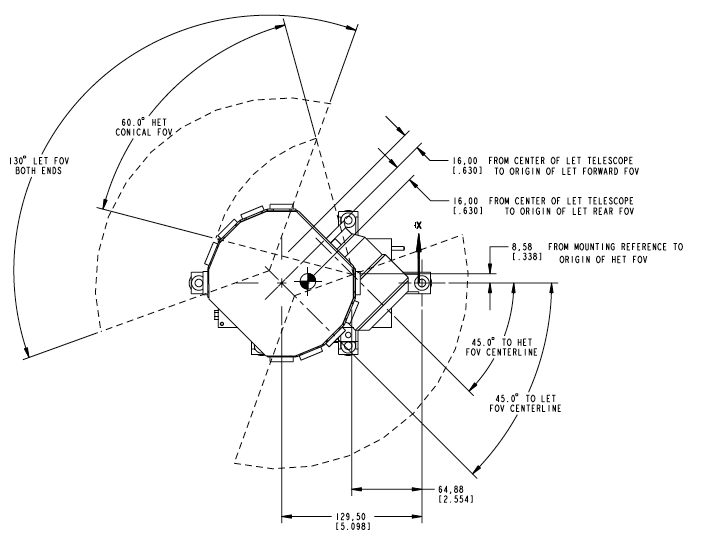 60.0° HET
CONICAL FOV
130° LET FOV
BOTH ENDS
16,00 FROM CENTER OF LET TELESCOPE
[.630] TO ORIGIN OF LET FORWARD FOV
16,00 FROM CENTER OF LET TELESCOPE
[.630] TO ORIGIN OF LET REAR FOV
X
8,58 FROM MOUNTING REFERENCE TO
[.338] ORIGIN OF HET FOV
45.0° TO HET
FOV CENTERLINE
45.0° TO LET
FOV CENTERLINE
64,88
[2.554]
129,50
[5.098]